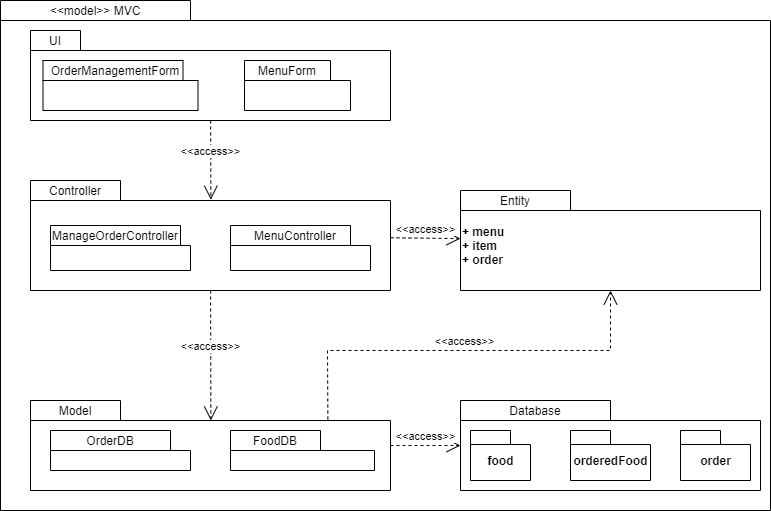 <<model>> MVC
UI
OrderManagementForm
MenuForm
<<access>>
Controller
ManageOrderController
MenuController
<<access>>
Entity
+ menu
+ item
+ order
<<access>>
<<access>>
Model
OrderDB
FoodDB
<<access>>
Database
food
orderedFood
order